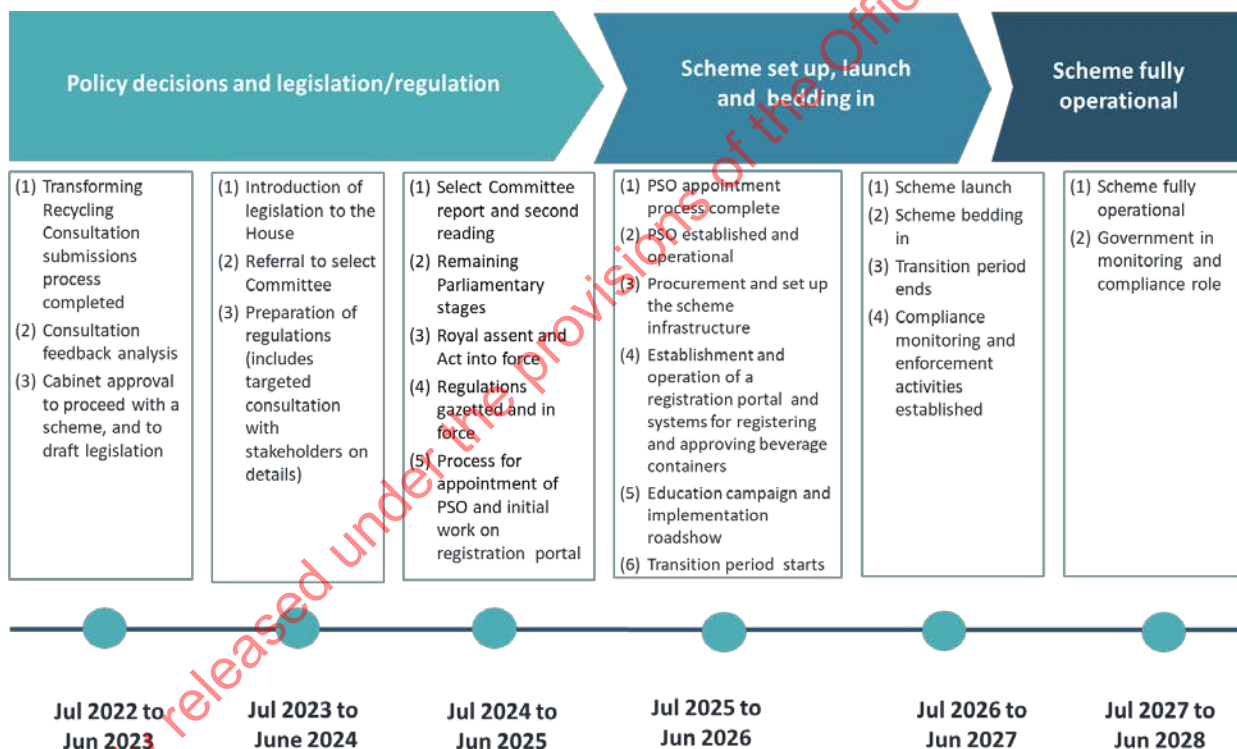 Policy decisions and legislation/regulation
Scheme set up, launch
and bedding in
Scheme fully
operational
(1) Transforming
Recycling
Consultation
submissions
process
completed
(2) Consultation
feedback analysis
(3) Cabinet approval
to proceed with a
scheme, and to
draft legislation
(1) Introduction of
legislation to the
House
(2) Referral to select
Committee
(3) Preparation of
regulations
(includes
targeted
consultation
with
stakeholders on
details)
(1) Select Committee
report and second
reading
(2) Remaining
Parliamentary
stages
(3) Royal assent and
Act into force
(4) Regulations
gazetted and in
force
(5) Process for
appointment of
PSO and initial
work on
registration portal
(1) PSO appointment
process complete
(2) PSO established and
operational
(3) Procurement and set up
the scheme
infrastructure
(4) Establishment and
operation of a
registration portal and
systems for registering
and approving beverage
containers
(5) Education campaign and
implementation
roadshow
(6) Transition period starts
(1) Scheme launch
(2) Scheme bedding
in
(3) Transition period
ends
(4) Compliance
monitoring and
enforcement
activities
established
(1) Scheme fully
operational
(2) Government in
monitoring and
compliance role
Jul 2022 to
Jun 2023
Jul 2023 to
June 2024
Jul 2024 to
Jun 2025
Jul 2025 to
Jun 2026
Jul 2026 to
Jun 2027
Jul 2027 to
Jun 2028
released under the provisions of the